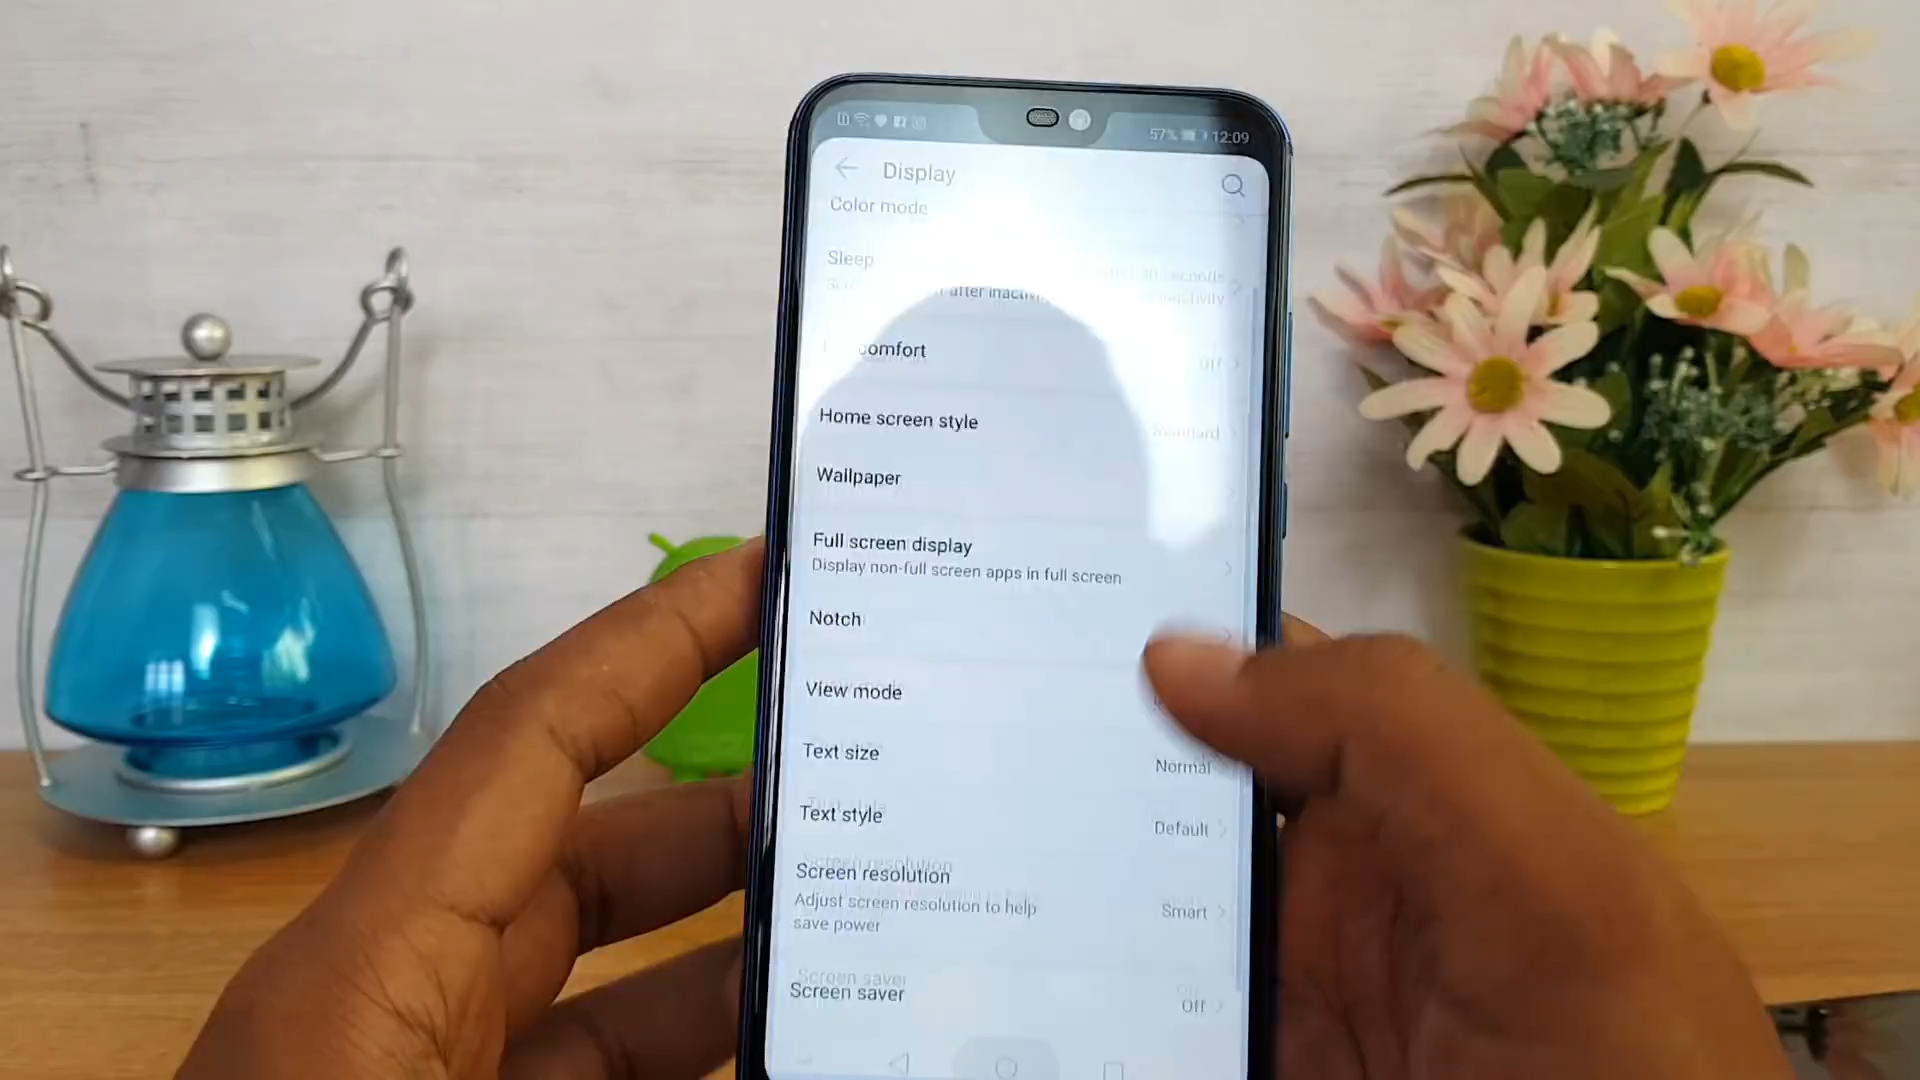 57% 12:09
Display
Color mode
Sleep
after inactivity
comfort Off
Home screen style Standard
Wallpaper
Full screen display
Display non-full screen apps in full screen
Notch
View mode
Text size Normal
Text style Default
Screen resolution
Adjust screen resolution to help Smart
save power
Screen saver Off